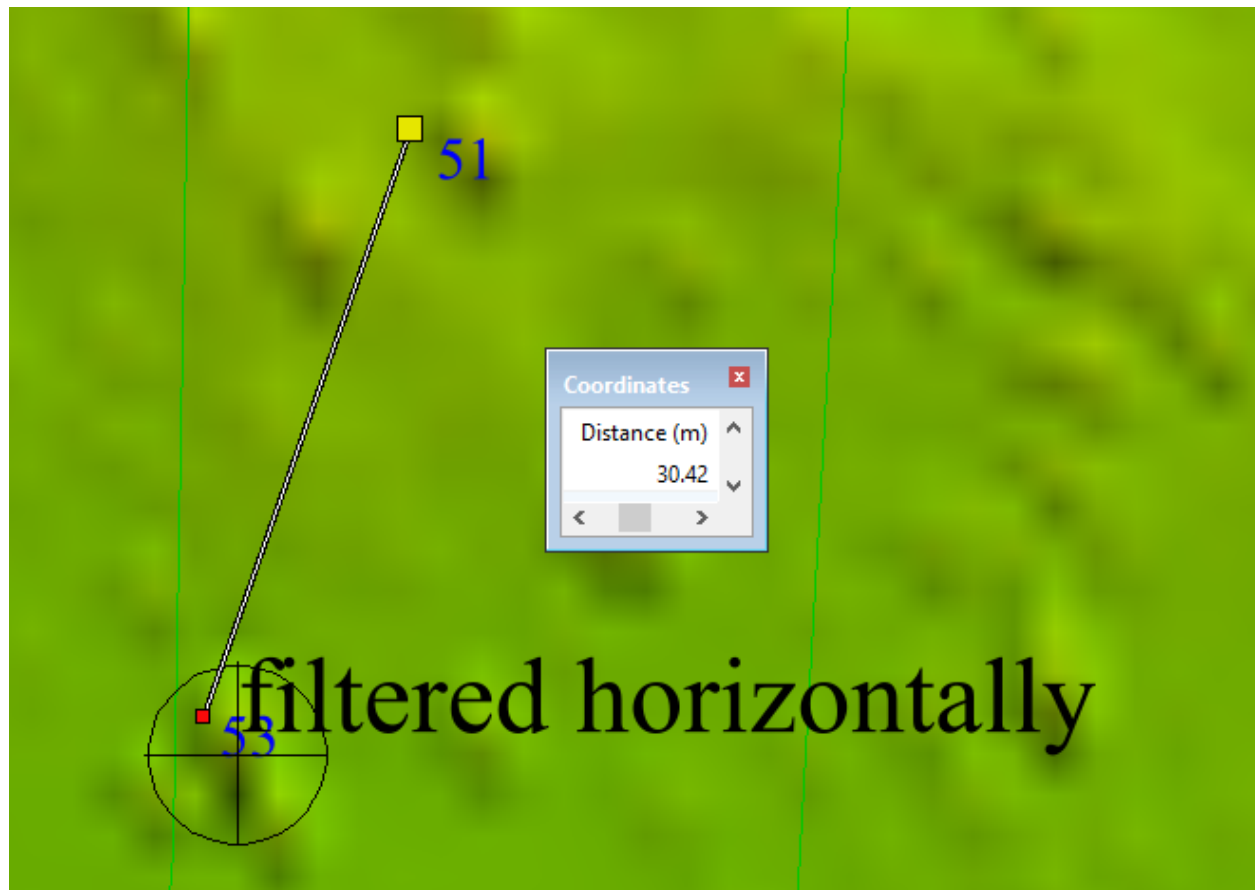 51
Coordinates
Distance (m)
30.42
filtered horizontally
53